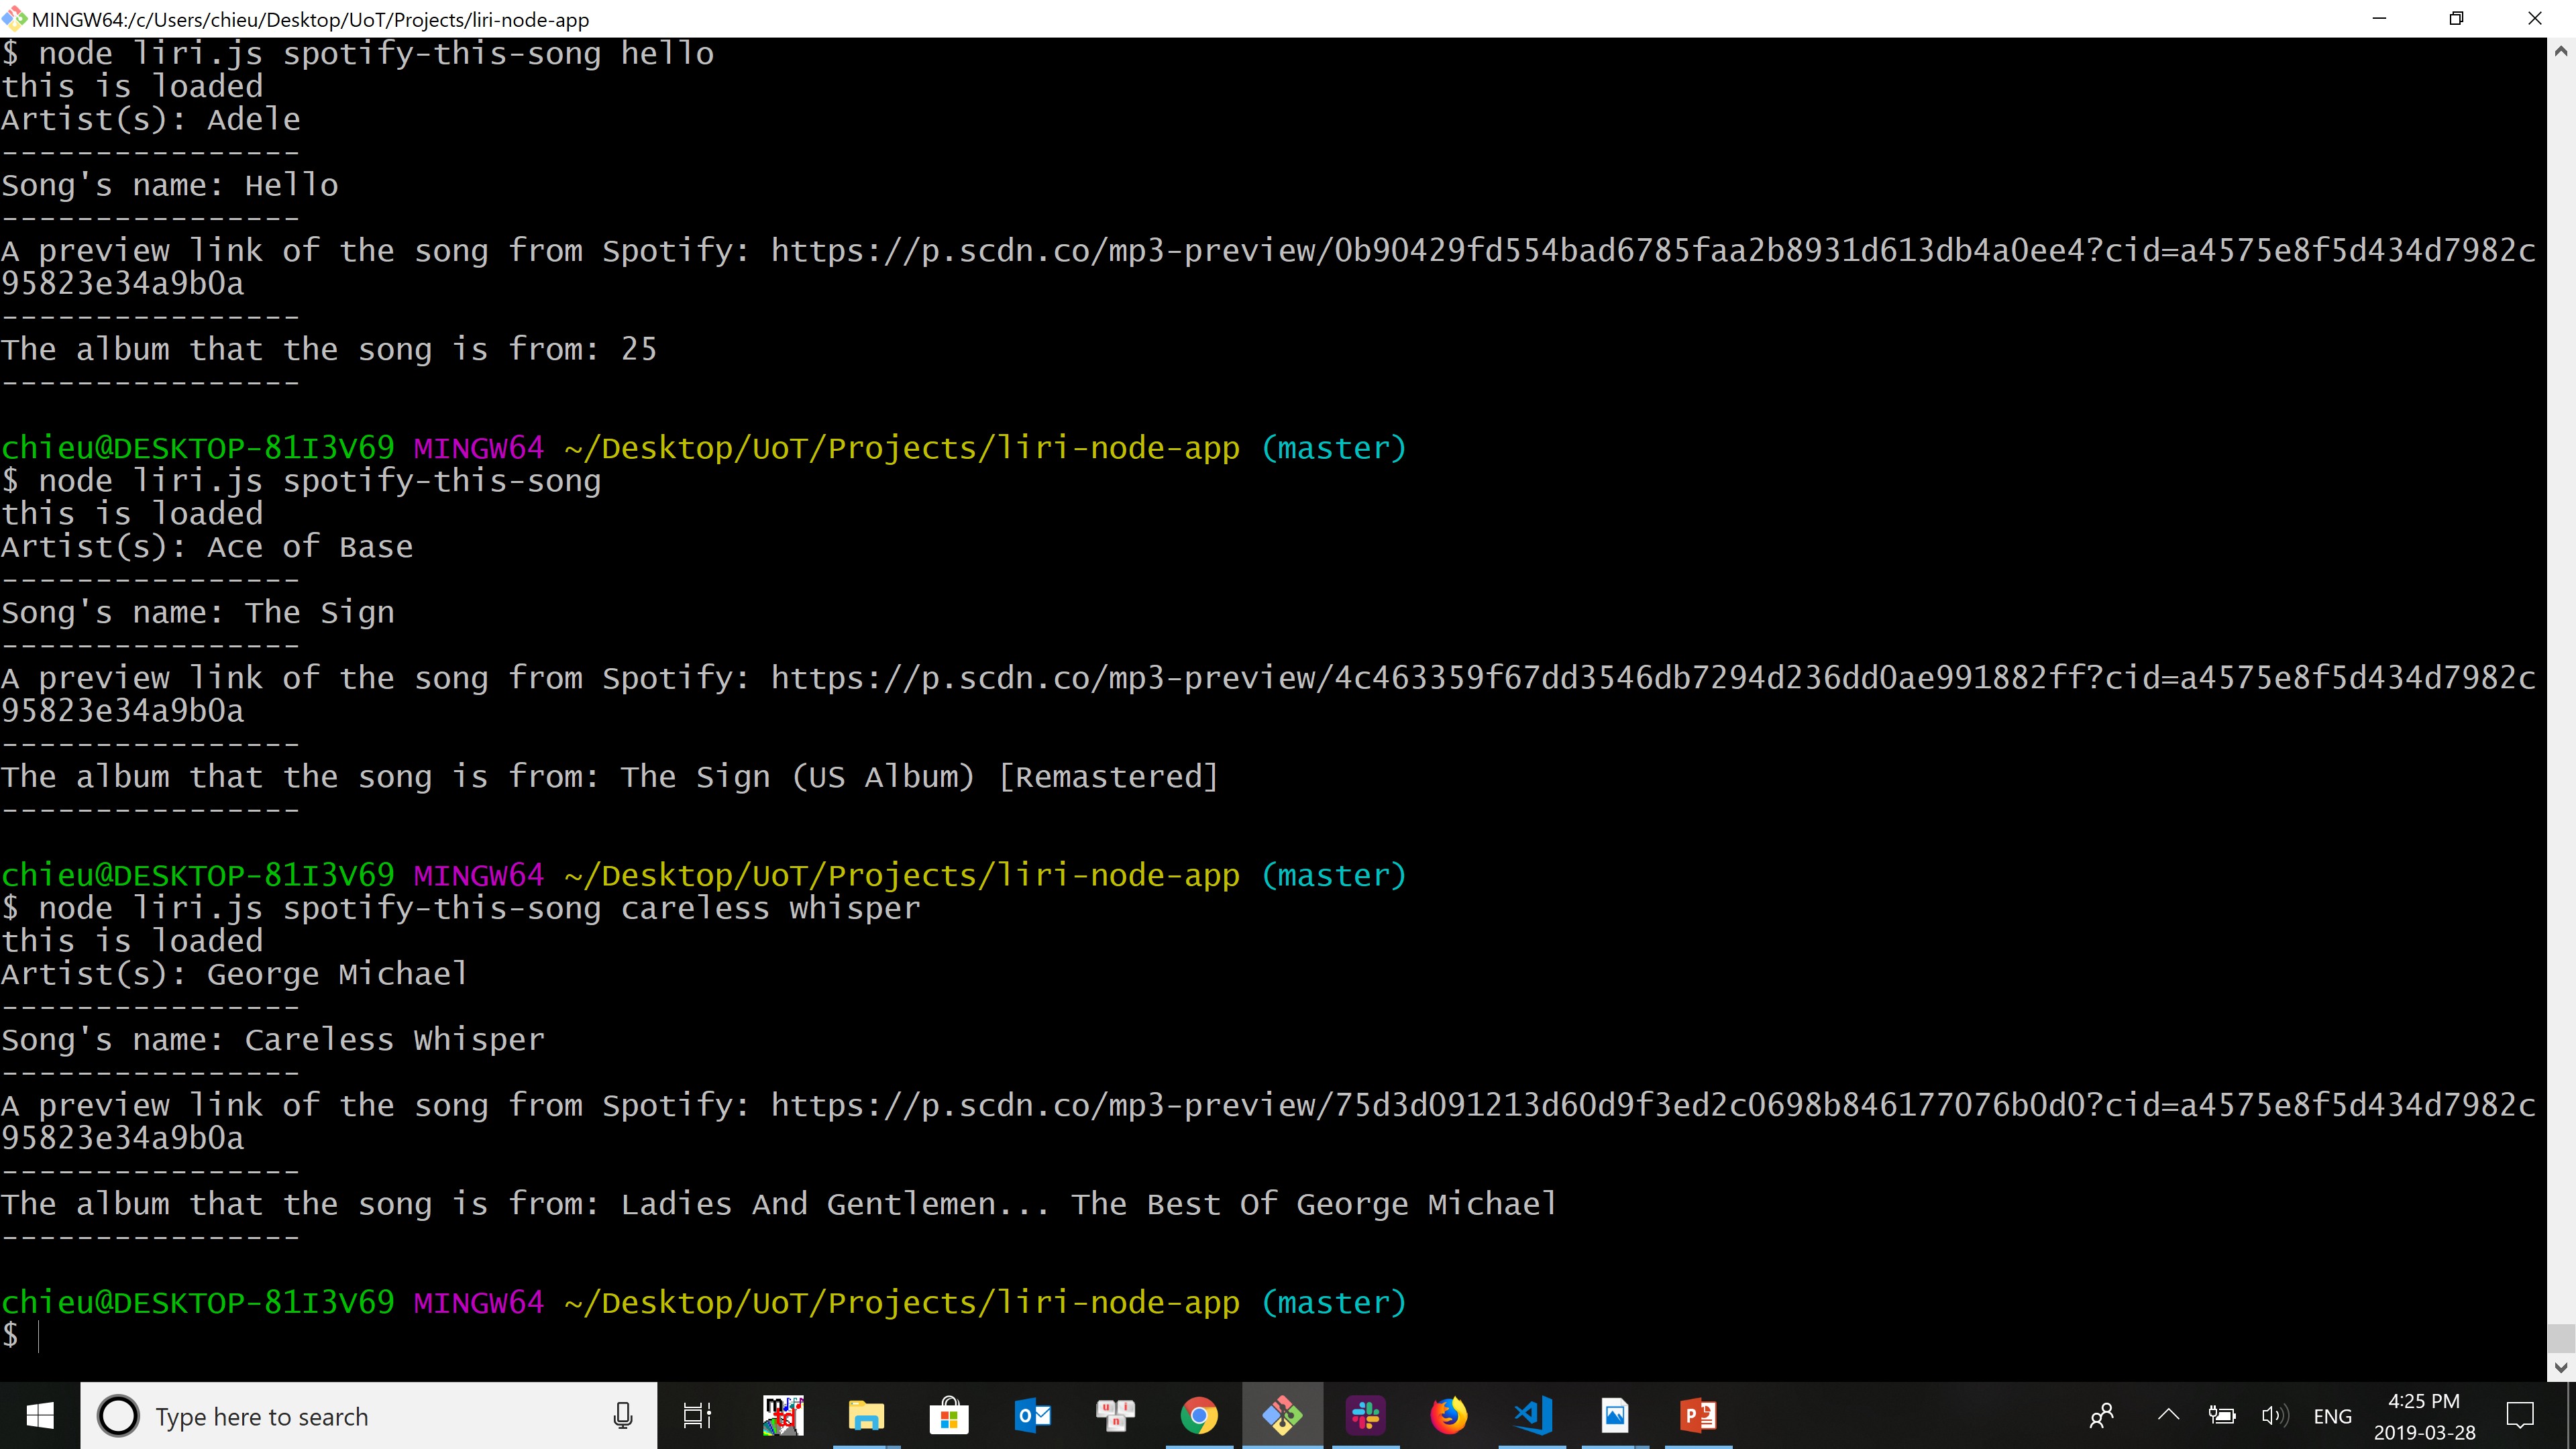 MINGW64:/c/Users/chieu/Desktop/UoT/Projects/liri-node-app
$ node liri.js spotify-this-song hello
this is loaded
Artist(s): Adele
----------------
Song's name: Hello
----------------
A preview link of the song from Spotify: https://p.scdn.co/mp3-preview/0b90429fd554bad6785faa2b8931d613db4a0ee4?cid=a4575e8f5d434d7982c
95823e34a9b0a
----------------
The album that the song is from: 25
----------------
chieu@DESKTOP-81I3V69 MINGW64 ~/Desktop/UoT/Projects/liri-node-app (master)
$ node liri.js spotify-this-song
this is loaded
Artist(s): Ace of Base
----------------
Song's name: The Sign
----------------
A preview link of the song from Spotify: https://p.scdn.co/mp3-preview/4c463359f67dd3546db7294d236dd0ae991882ff?cid=a4575e8f5d434d7982c
95823e34a9b0a
----------------
The album that the song is from: The Sign (US Album) [Remastered]
----------------
chieu@DESKTOP-81I3V69 MINGW64 ~/Desktop/UoT/Projects/liri-node-app (master)
$ node liri.js spotify-this-song careless whisper
this is loaded
Artist(s): George Michael
----------------
Song's name: Careless Whisper
----------------
A preview link of the song from Spotify: https://p.scdn.co/mp3-preview/75d3d091213d60d9f3ed2c0698b846177076b0d0?cid=a4575e8f5d434d7982c
95823e34a9b0a
----------------
The album that the song is from: Ladies And Gentlemen... The Best Of George Michael
----------------
chieu@DESKTOP-81I3V69 MINGW64 ~/Desktop/UoT/Projects/liri-node-app (master)
$
Type here to search
ENG
4:25 PM
2019-03-28